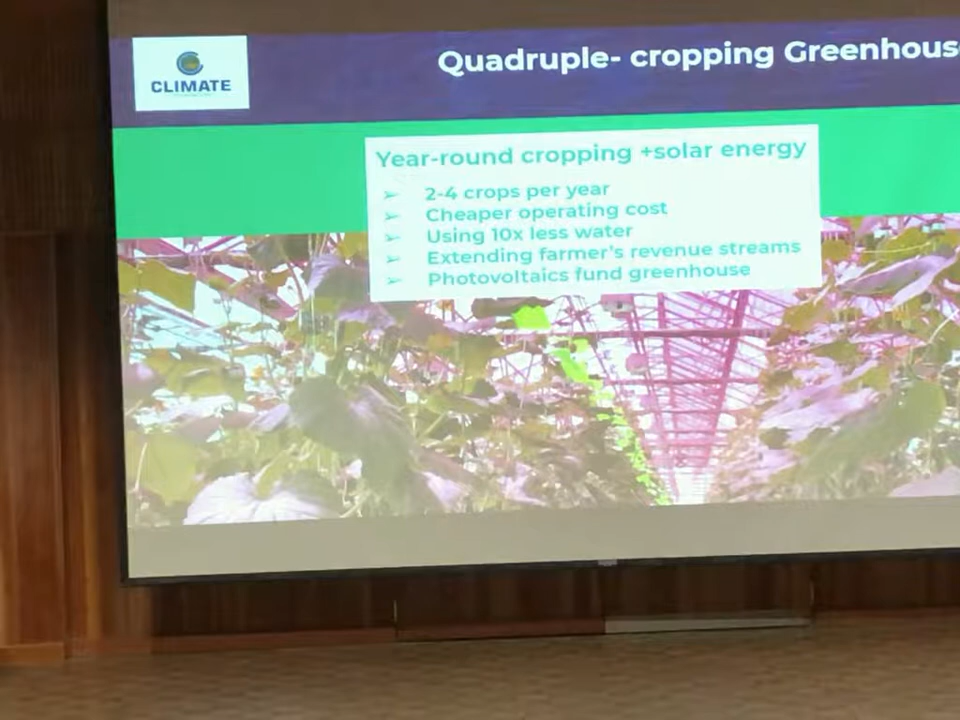 CLIMATE
Quadruple- cropping Greenhous
Year-round cropping +solar energy
➢ 2-4 crops per year
➢ Cheaper operating cost
➢ Using 10x less water
➢ Extending farmer's revenue streams
➢ Photovoltaics fund greenhouse